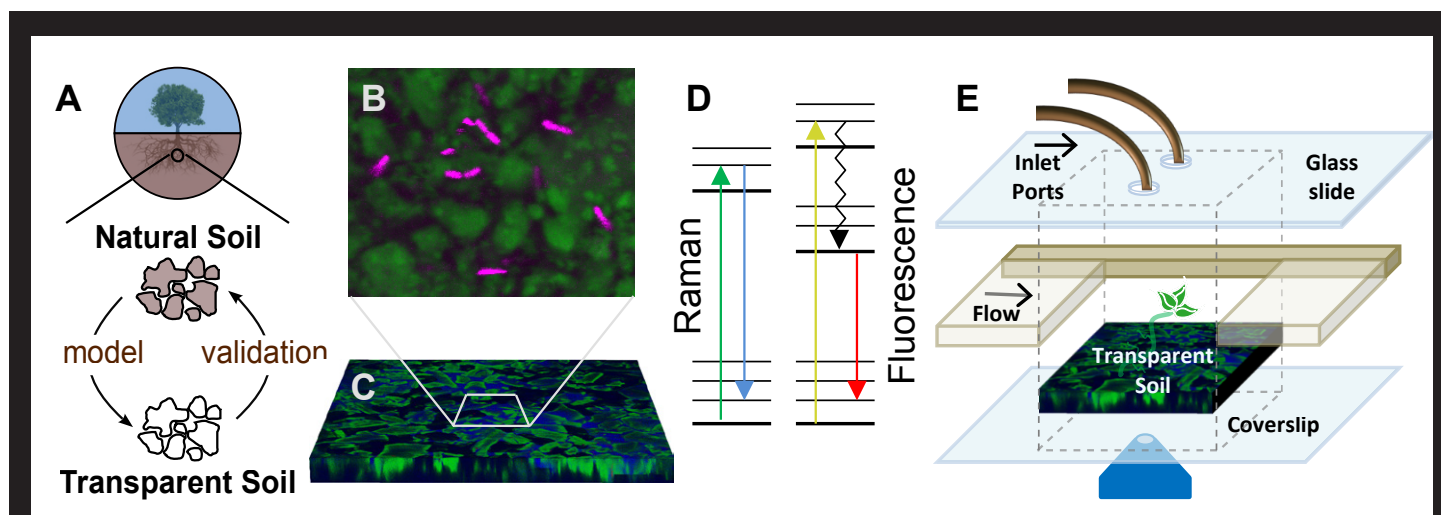 A
Natural Soil
model
validation
Transparent Soil
B
C
D
Raman
Fluorescence
E
Inlet
Ports
Glass
slide
Flow
Transparent
Soil
Coverslip